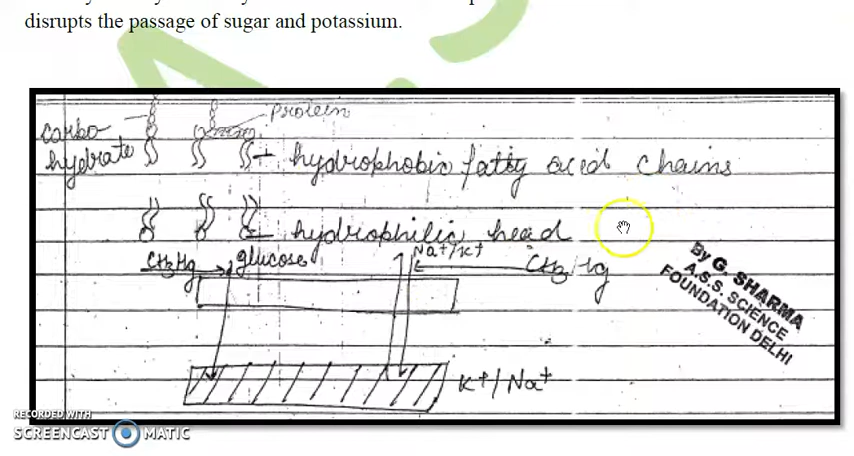 disrupts the passage of sugar and potassium.
Protein
carbo
hydrate
hydrophobic fatty acid chains
hydrophilic head
CH3Hg glucose Na+/K+ CH3Hg
K+/Na+
By G. SHARMA
A.S.S. SCIENCE
FOUNDATION DELHI
RECORDED WITH
SCREENCAST MATIC